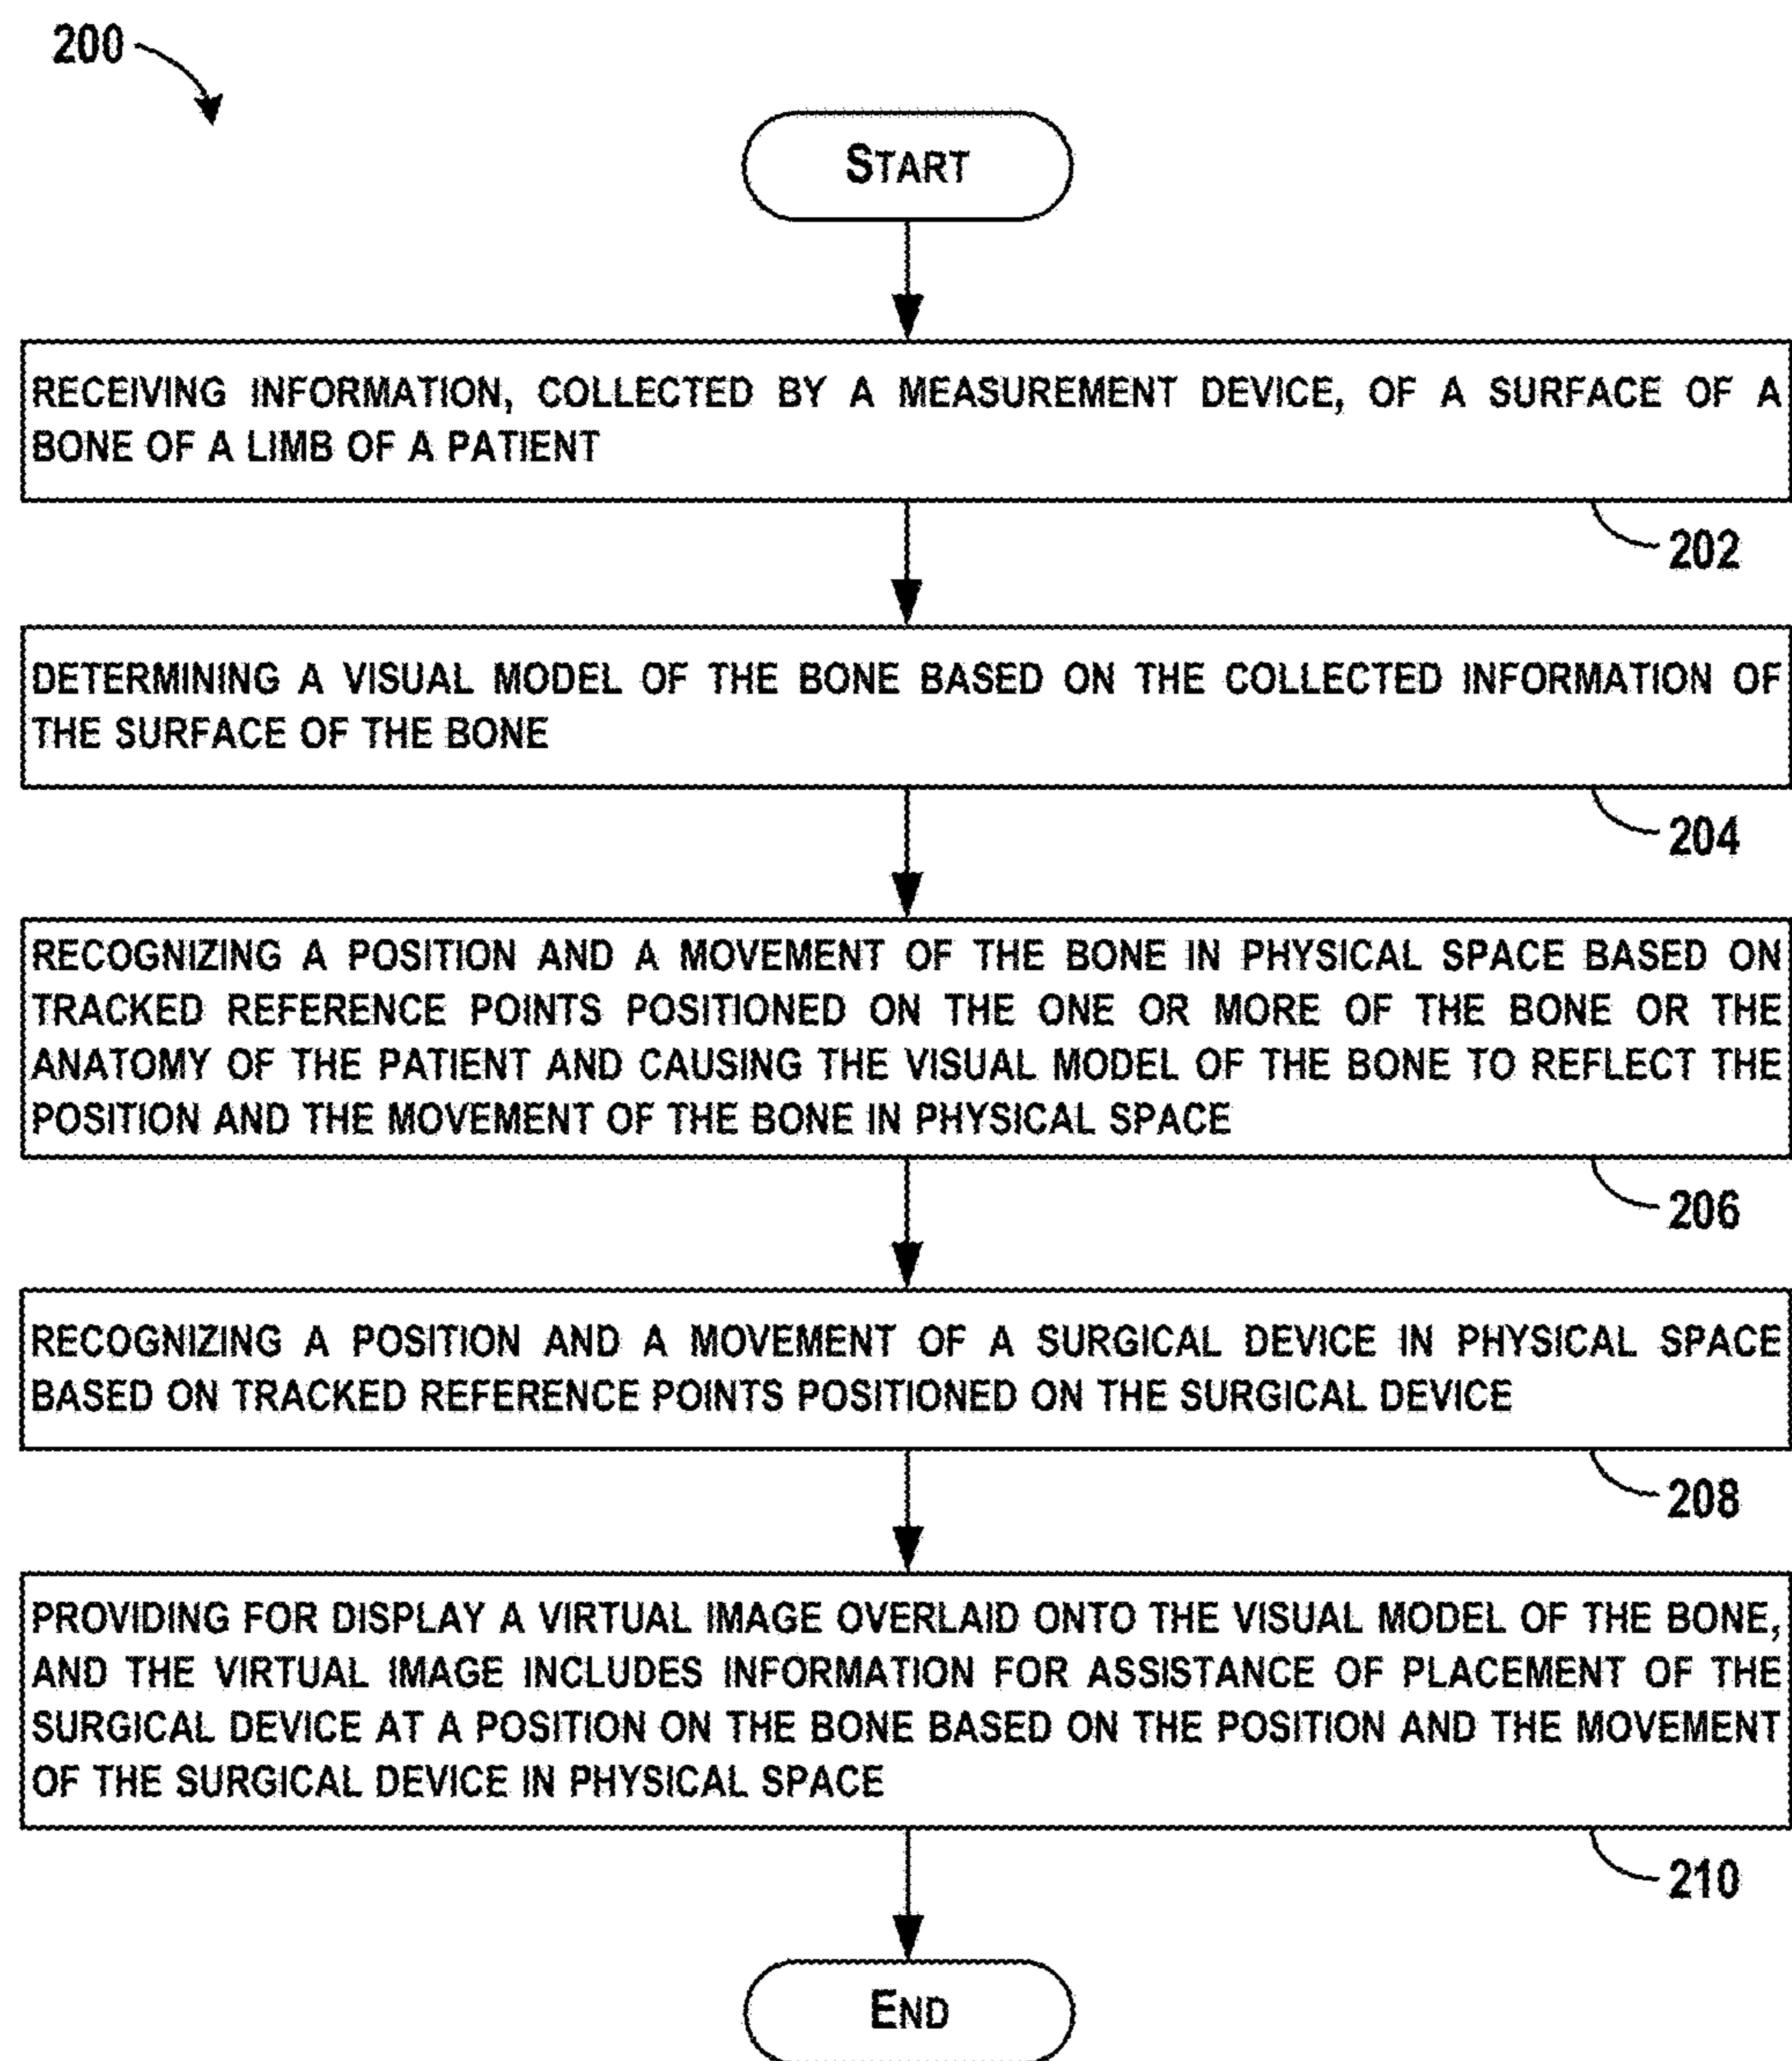 200
START
RECEIVING INFORMATION, COLLECTED BY A MEASUREMENT DEVICE, OF A SURFACE OF A
BONE OF A LIMB OF A PATIENT
202
DETERMINING A VISUAL MODEL OF THE BONE BASED ON THE COLLECTED INFORMATION OF
THE SURFACE OF THE BONE
204
RECOGNIZING A POSITION AND A MOVEMENT OF THE BONE IN PHYSICAL SPACE BASED ON
TRACKED REFERENCE POINTS POSITIONED ON THE ONE OR MORE OF THE BONE OR THE
ANATOMY OF THE PATIENT AND CAUSING THE VISUAL MODEL OF THE BONE TO REFLECT THE
POSITION AND THE MOVEMENT OF THE BONE IN PHYSICAL SPACE
206
RECOGNIZING A POSITION AND A MOVEMENT OF A SURGICAL DEVICE IN PHYSICAL SPACE
BASED ON TRACKED REFERENCE POINTS POSITIONED ON THE SURGICAL DEVICE
208
PROVIDING FOR DISPLAY A VIRTUAL IMAGE OVERLAID ONTO THE VISUAL MODEL OF THE BONE,
AND THE VIRTUAL IMAGE INCLUDES INFORMATION FOR ASSISTANCE OF PLACEMENT OF THE
SURGICAL DEVICE AT A POSITION ON THE BONE BASED ON THE POSITION AND THE MOVEMENT
OF THE SURGICAL DEVICE IN PHYSICAL SPACE
210
END